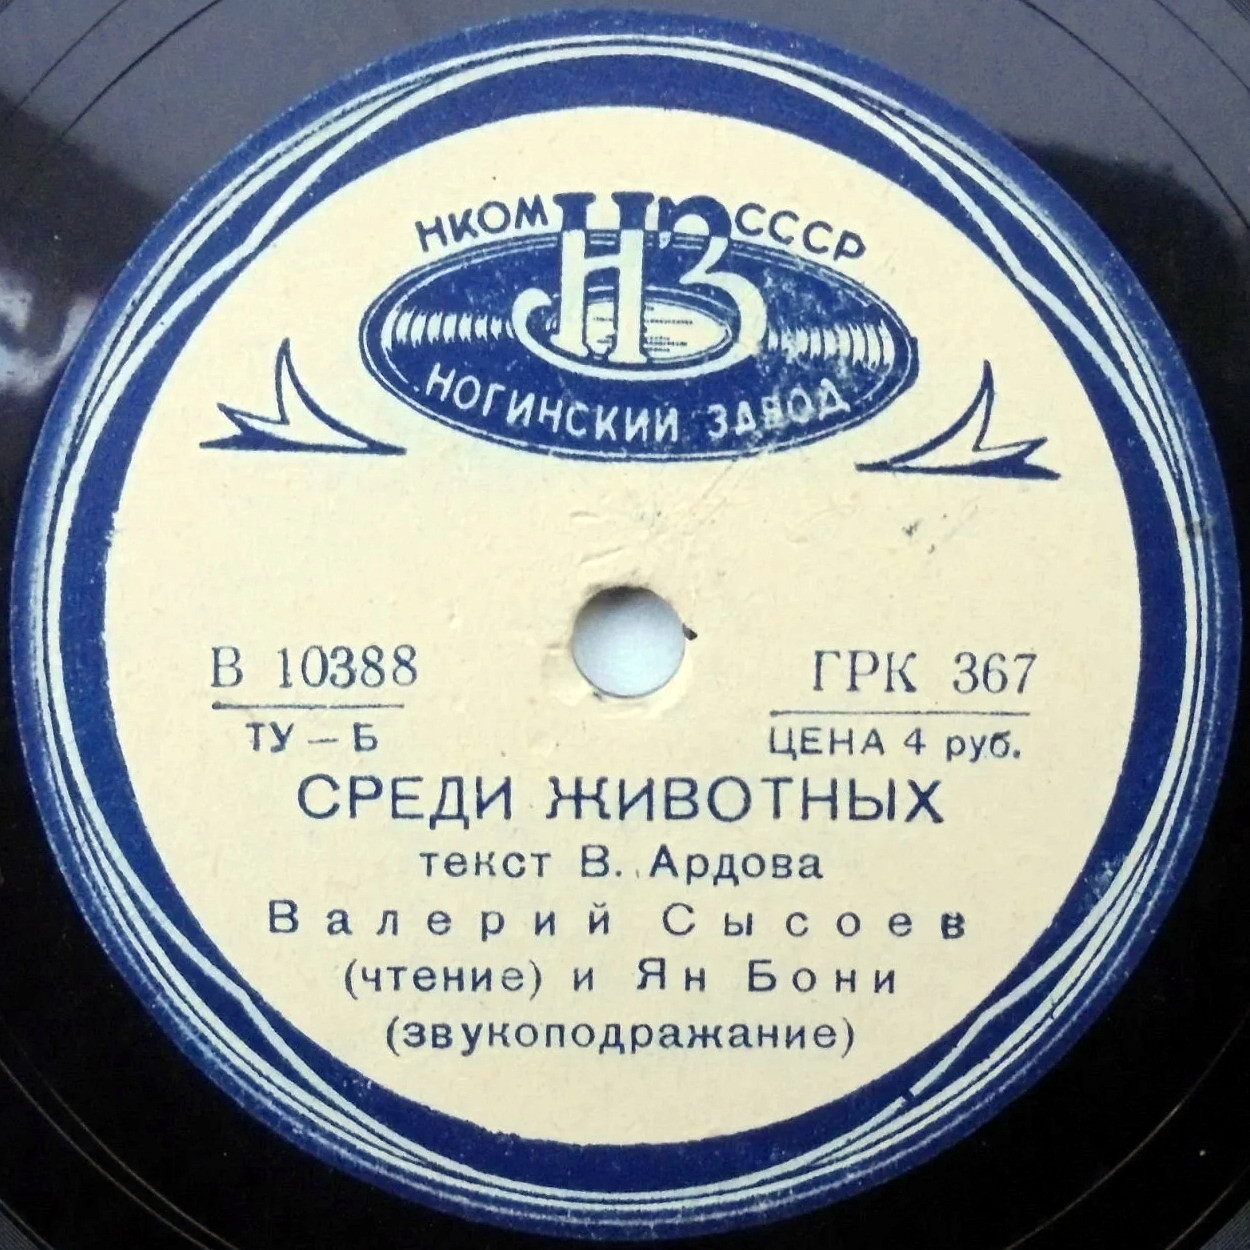 НКОМ НЗ СССР
НОГИНСКИЙ ЗАВОД
В 10388 ГРК 367
ТУ – Б ЦЕНА 4 руб.
СРЕДИ ЖИВОТНЫХ
текст В. Ардова
Валерий Сысоев
(чтение) и Ян Бони
(звукоподражание)